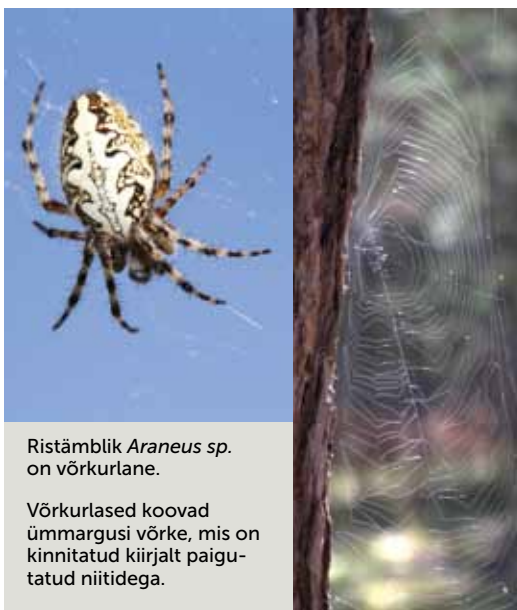 Ristämblik Araneus sp.
on võrkurlane.
Võrkurlased koovad
ümmargusi võrke, mis on
kinnitatud kiirjalt paigu-
tatud niitidega.